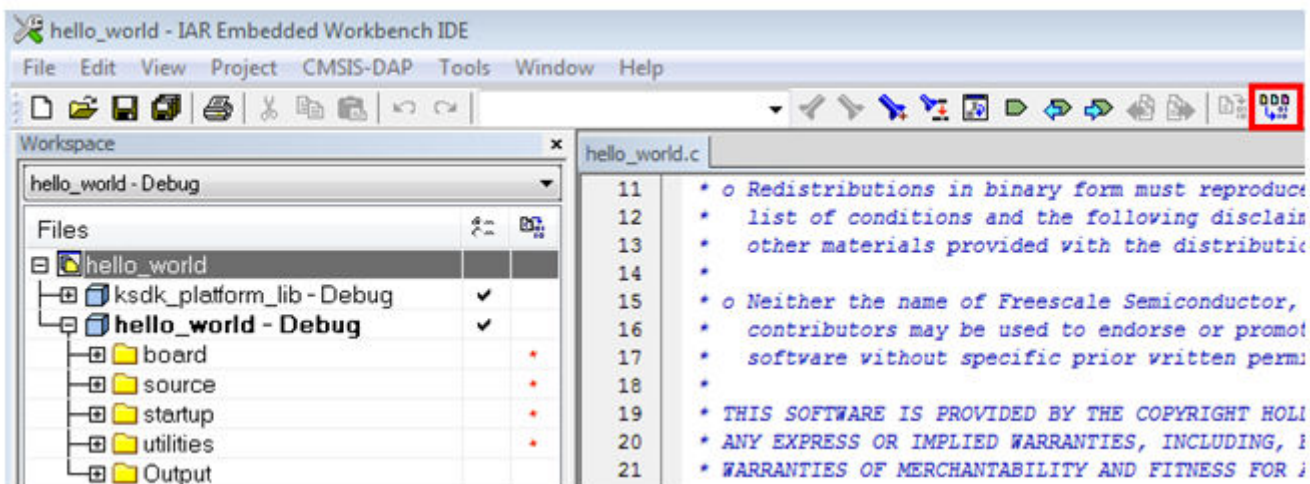 hello_world - IAR Embedded Workbench IDE
File Edit View Project CMSIS-DAP Tools Window Help
Workspace
hello_world - Debug
Files
hello_world
ksdk_platform_lib - Debug
hello_world - Debug
board
source
startup
utilities
Output
hello_world.c
11 * o Redistributions in binary form must reproduce
12 * list of conditions and the following disclai
13 * other materials provided with the distributi
14 *
15 * o Neither the name of Freescale Semiconductor,
16 * contributors may be used to endorse or promot
17 * software without specific prior written perm
18 *
19 * THIS SOFTWARE IS PROVIDED BY THE COPYRIGHT HOL
20 * ANY EXPRESS OR IMPLIED WARRANTIES, INCLUDING,
21 * WARRANTIES OF MERCHANTABILITY AND FITNESS FOR